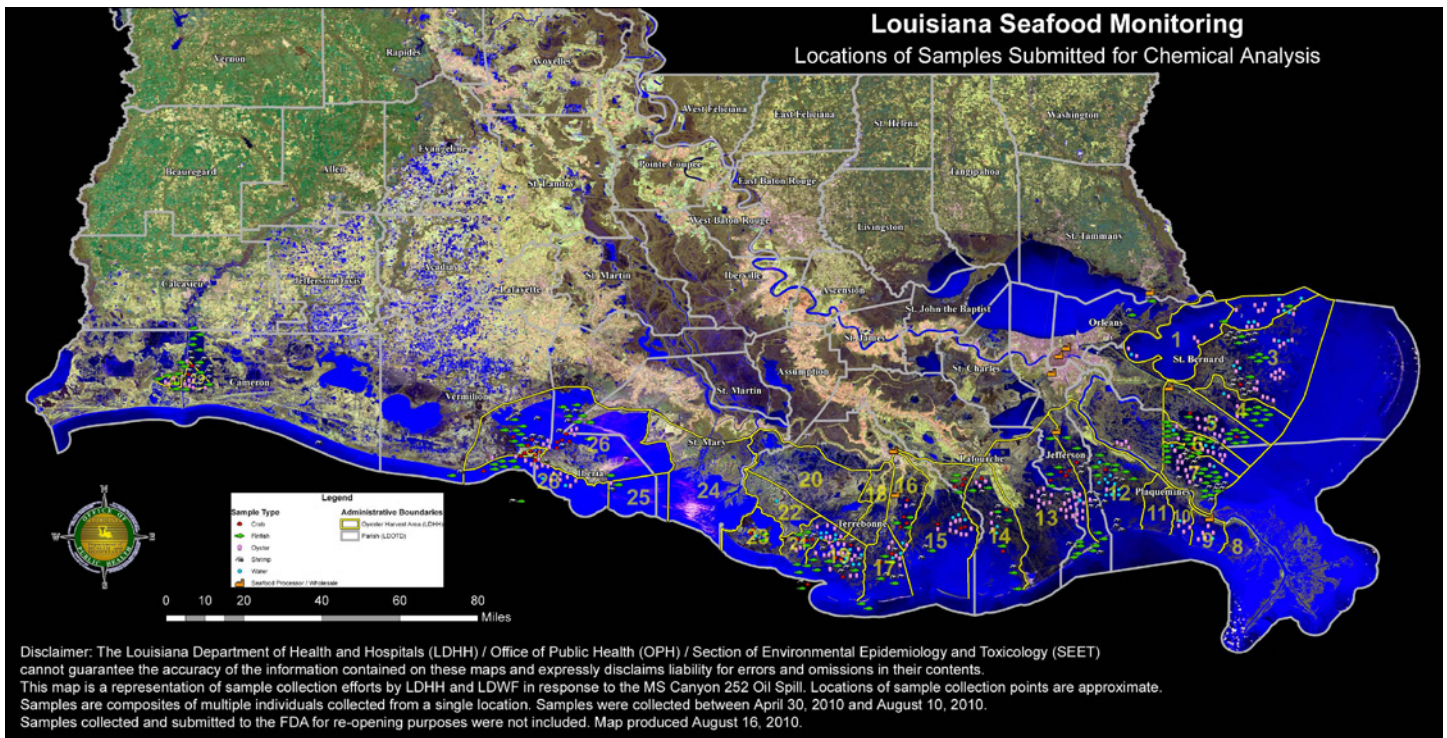 Louisiana Seafood Monitoring
Locations of Samples Submitted for Chemical Analysis
Vernon
Rapides
Avoyelles
West Feliciana
East Feliciana
St. Helena
Washington
Evangeline
Pointe Coupee
Beauregard
Allen
St. Landry
East Baton Rouge
Tangipahoa
West Baton Rouge
Livingston
St. Tammany
Calcasieu
Jefferson Davis
Acadia
Lafayette
St. Martin
Iberville
Ascension
St. John the Baptist
Orleans
St. James
1
St. Bernard
3
Cameron
Vermilion
St. Martin
Assumption
St. Charles
4
5
6
7
St. Mary
Lafourche
Jefferson
Plaquemines
27
26
Iberia
28
25
24
20
18
16
22
Terrebonne
23
21
19
17
15
14
13
12
11
10
9
8
Legend
Sample Type
Crab
Finfish
Oyster
Shrimp
Water
Seafood Processor / Wholesale
Administrative Boundaries
Oyester Harvest Area (LDHH)
Parish (LDOTD)
OFFICE OF
PUBLIC HEALTH
N
W
E
S
0 10 20 40 60 80
Miles
Disclaimer: The Louisiana Department of Health and Hospitals (LDHH) / Office of Public Health (OPH) / Section of Environmental Epidemiology and Toxicology (SEET)
cannot guarantee the accuracy of the information contained on these maps and expressly disclaims liability for errors and omissions in their contents.
This map is a representation of sample collection efforts by LDHH and LDWF in response to the MS Canyon 252 Oil Spill. Locations of sample collection points are approximate.
Samples are composites of multiple individuals collected from a single location. Samples were collected between April 30, 2010 and August 10, 2010.
Samples collected and submitted to the FDA for re-opening purposes were not included. Map produced August 16, 2010.